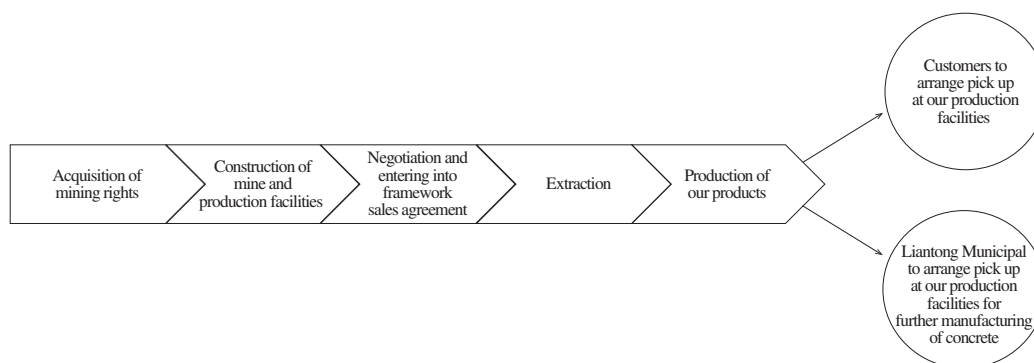 Acquisition of
mining rights
Construction of
mine and
production facilities
Negotiation and
entering into
framework
sales agreement
Extraction
Production of
our products
Customers to
arrange pick up
at our production
facilities
Liantong Municipal
to arrange pick up
at our production
facilities for
further manufacturing
of concrete